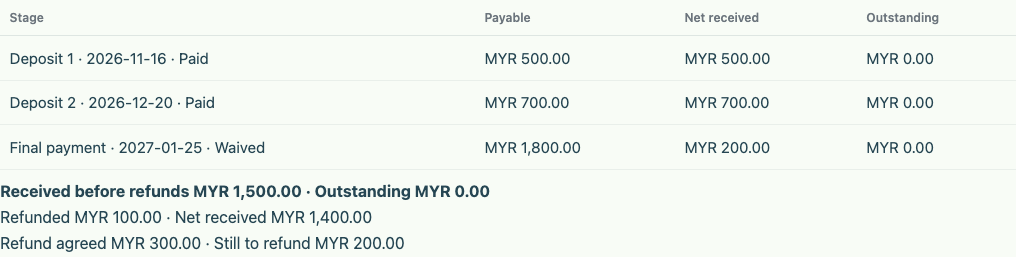 Stage Payable Net received Outstanding
Deposit 1 · 2026-11-16 · Paid MYR 500.00 MYR 500.00 MYR 0.00
Deposit 2 · 2026-12-20 · Paid MYR 700.00 MYR 700.00 MYR 0.00
Final payment · 2027-01-25 · Waived MYR 1,800.00 MYR 200.00 MYR 0.00
Received before refunds MYR 1,500.00 · Outstanding MYR 0.00
Refunded MYR 100.00 · Net received MYR 1,400.00
Refund agreed MYR 300.00 · Still to refund MYR 200.00